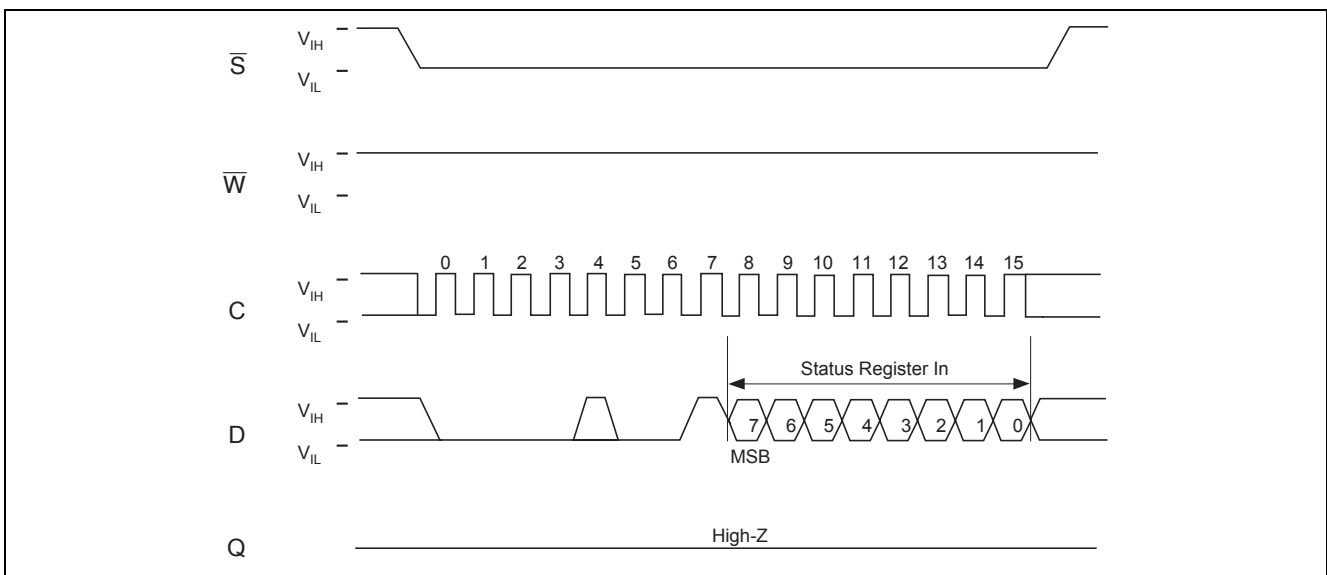 V_IH
S̅
V_IL
V_IH
W̅
V_IL
0 1 2 3 4 5 6 7 8 9 10 11 12 13 14 15
V_IH
C
V_IL
Status Register In
V_IH
D
7 6 5 4 3 2 1 0
V_IL
MSB
High-Z
Q